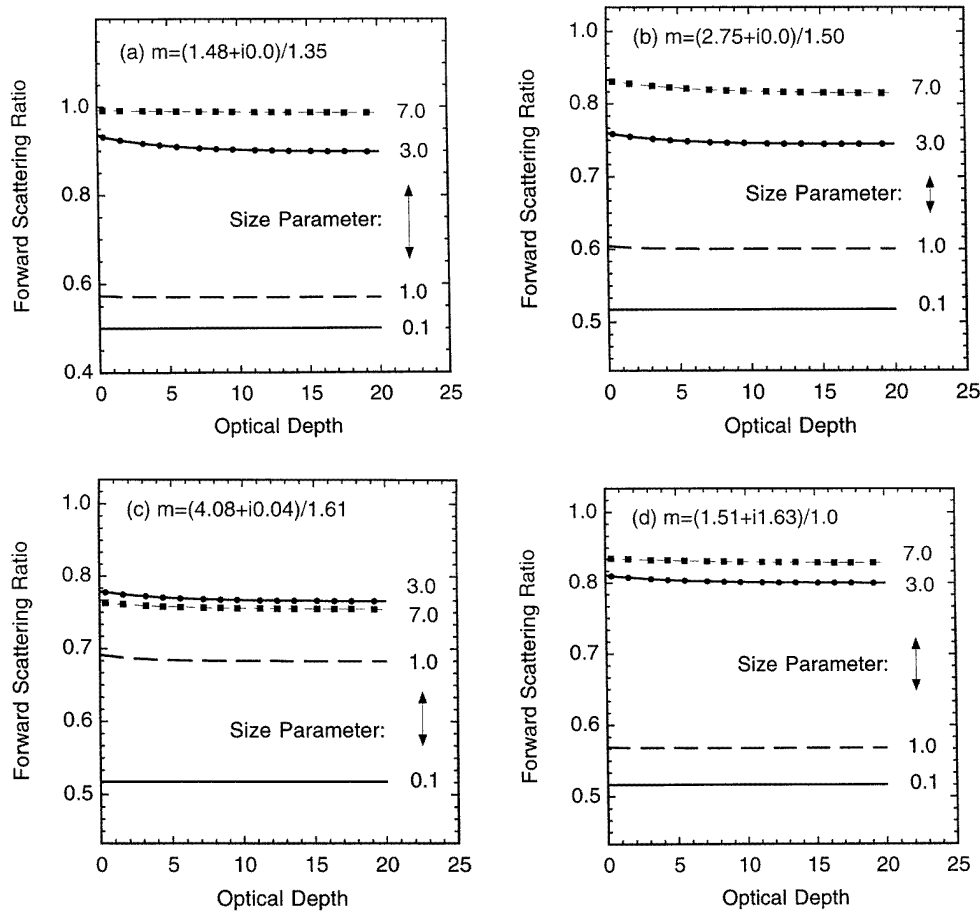 (a) m=(1.48+i0.0)/1.35
Forward Scattering Ratio
1.0
0.9
0.6
0.4
7.0
3.0
Size Parameter:
1.0
0.1
0 5 10 15 20 25
Optical Depth
(b) m=(2.75+i0.0)/1.50
Forward Scattering Ratio
1.0
0.8
0.7
0.6
0.5
7.0
3.0
Size Parameter:
1.0
0.1
0 5 10 15 20 25
Optical Depth
(c) m=(4.08+i0.04)/1.61
Forward Scattering Ratio
1.0
0.8
0.7
0.6
0.5
3.0
7.0
1.0
Size Parameter:
0.1
0 5 10 15 20 25
Optical Depth
(d) m=(1.51+i1.63)/1.0
Forward Scattering Ratio
1.0
0.8
0.7
0.6
0.5
7.0
3.0
Size Parameter:
1.0
0.1
0 5 10 15 20 25
Optical Depth